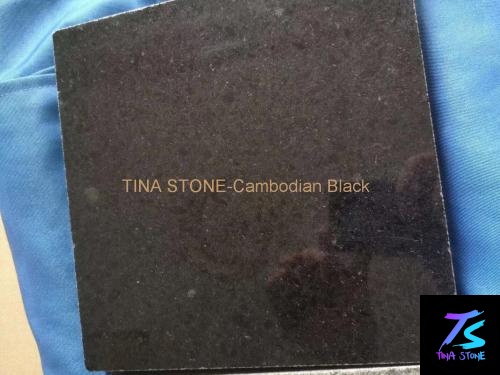 TINA STONE-Cambodian Black
TS
TINA STONE